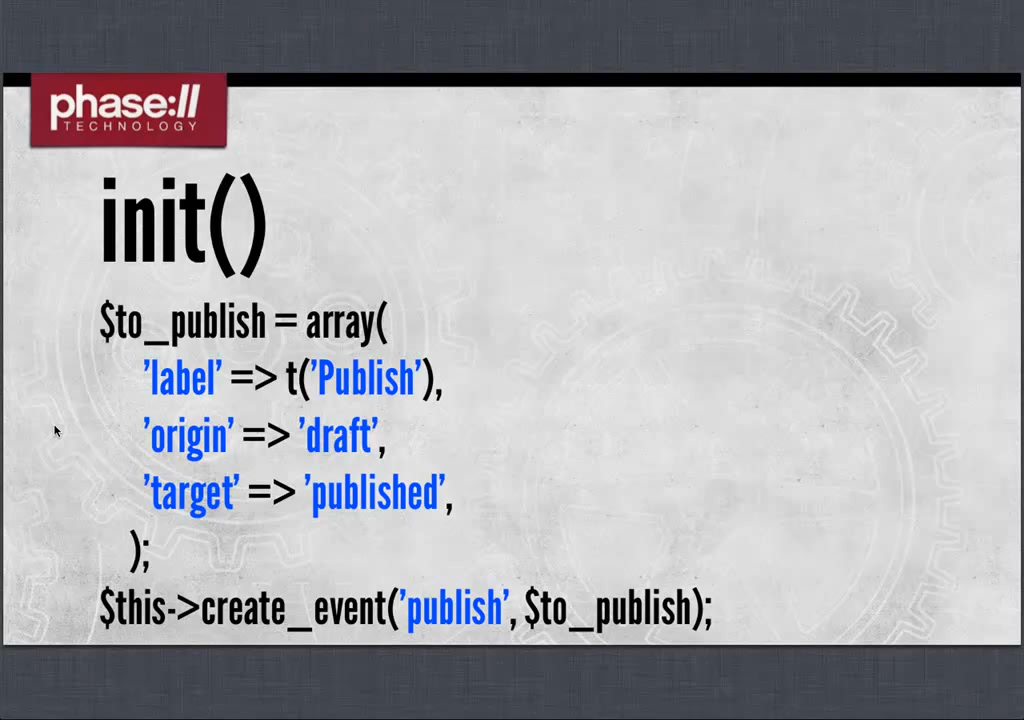 phase://
TECHNOLOGY
init()
$to_publish = array(
'label' => t('Publish'),
'origin' => 'draft',
'target' => 'published',
);
$this->create_event('publish', $to_publish);